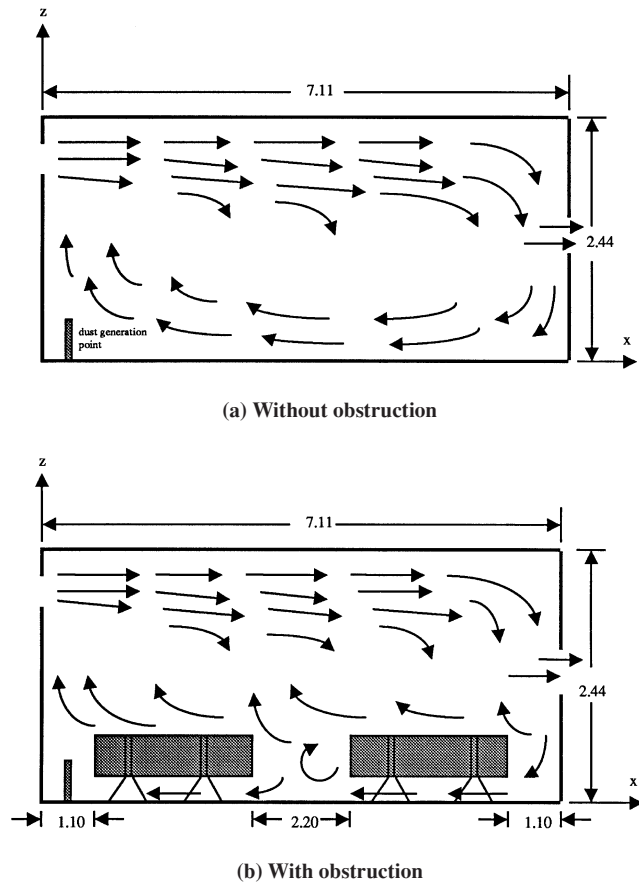 z
7.11
2.44
dust generation
point
x
(a) Without obstruction
z
7.11
2.44
x
1.10
2.20
1.10
(b) With obstruction